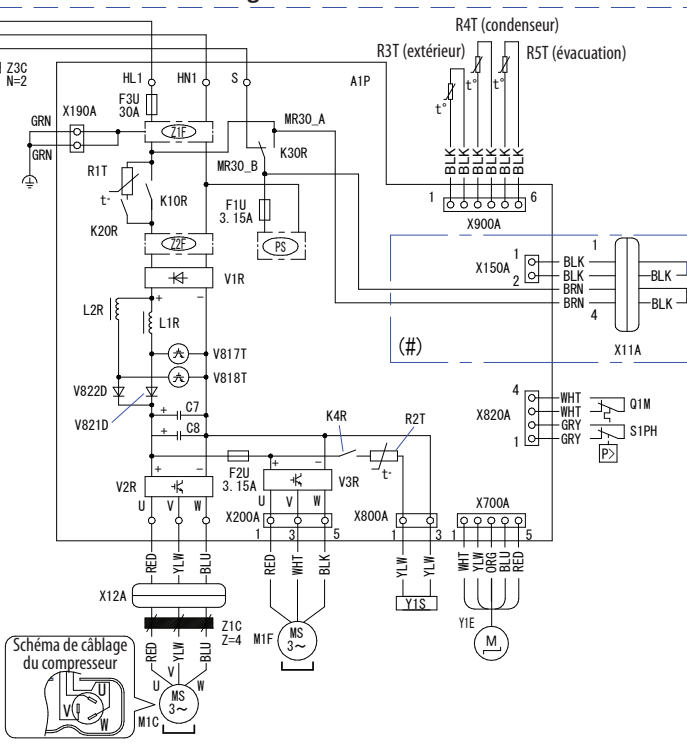 R4T (condenseur)
R3T (extérieur)
R5T (évacuation)
Z3C
N=2
HL1
HN1
S
A1P
F3U
30A
X190A
GRN
GRN
Z1F
MR30_A
K30R
MR30_B
R1T
t-
K10R
K20R
F1U
3.15A
PS
Z2F
V1R
t°
t°
t°
BLK
BLK
BLK
BLK
BLK
BLK
1
6
X900A
1
X150A
2
BLK
BLK
BRN
BRN
1
4
BLK
BLK
X11A
(#)
+
-
L2R
L1R
V817T
V818T
V822D
V821D
+
C7
+
C8
K4R
R2T
t-
4
X820A
1
WHT
WHT
GRY
GRY
Q1M
S1PH
P>
F2U
3.15A
+
-
V2R
U
V
W
+
-
V3R
U
V
W
X200A
1
3
5
X800A
1
3
X700A
1
5
RED
YLW
BLU
RED
WHT
BLK
YLW
YLW
WHT
YLW
ORG
BLU
RED
X12A
Z1C
Z=4
Y1S
Y1E
M
M1F
MS
3~
RED
YLW
BLU
U
V
W
MS
3~
M1C
Schéma de câblage
du compresseur
U
V
W